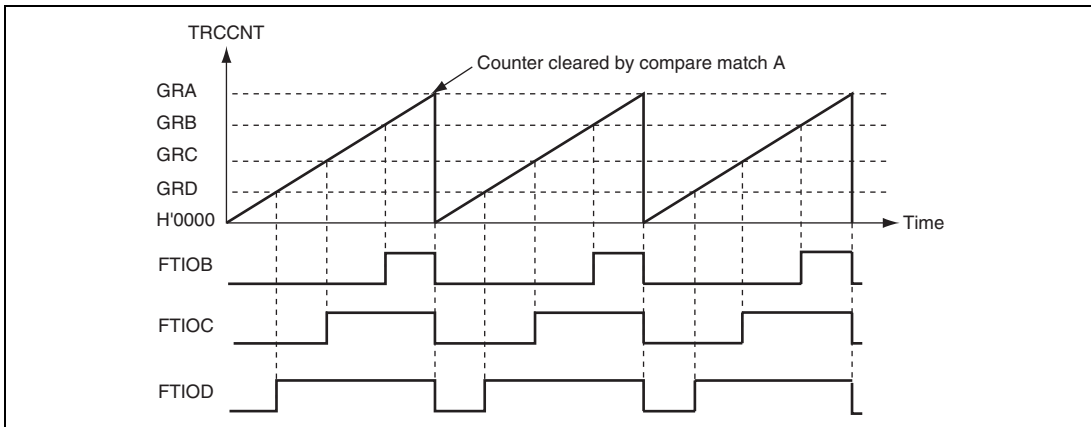 TRCCNT
Counter cleared by compare match A
GRA
GRB
GRC
GRD
H'0000
Time
FTIOB
FTIOC
FTIOD